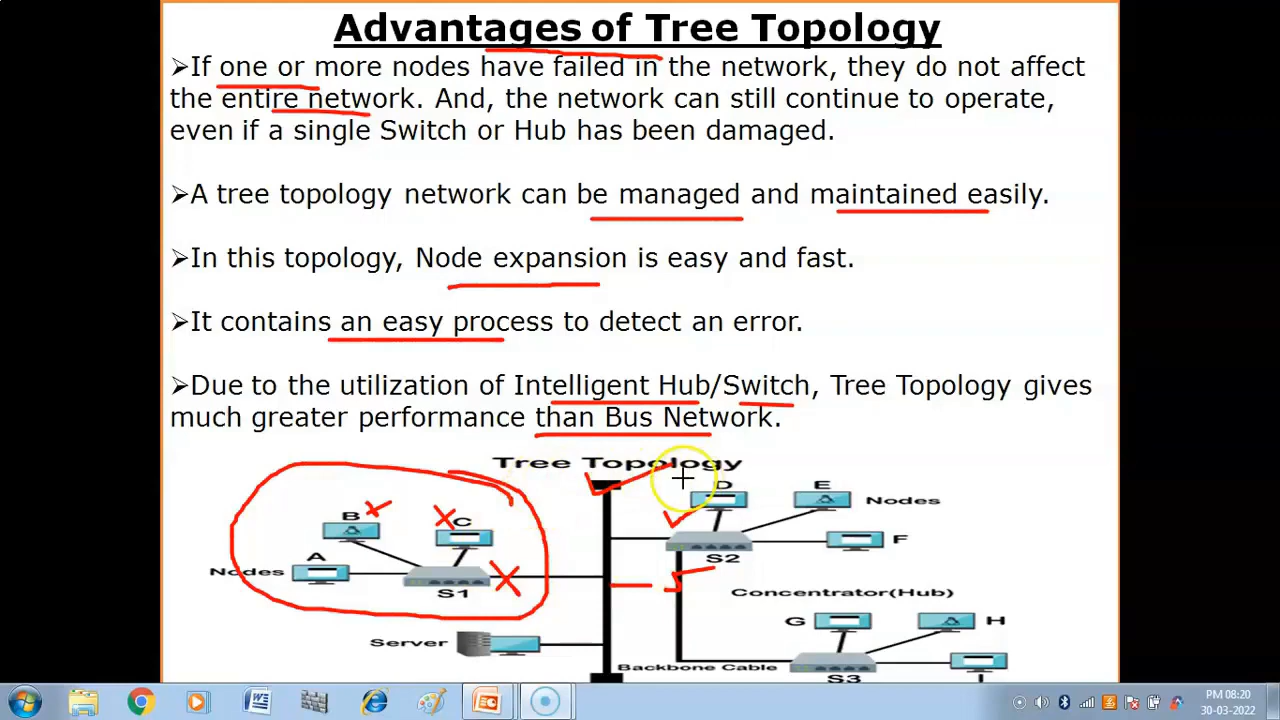 Advantages of Tree Topology
➢If one or more nodes have failed in the network, they do not affect
the entire network. And, the network can still continue to operate,
even if a single Switch or Hub has been damaged.
➢A tree topology network can be managed and maintained easily.
➢In this topology, Node expansion is easy and fast.
➢It contains an easy process to detect an error.
➢Due to the utilization of Intelligent Hub/Switch, Tree Topology gives
much greater performance than Bus Network.
Tree Topology
D
E
Nodes
B
C
F
A
S2
Nodes
S1
Concentrator(Hub)
G
H
Server
Backbone Cable
S3
PM 08:20
30-03-2022